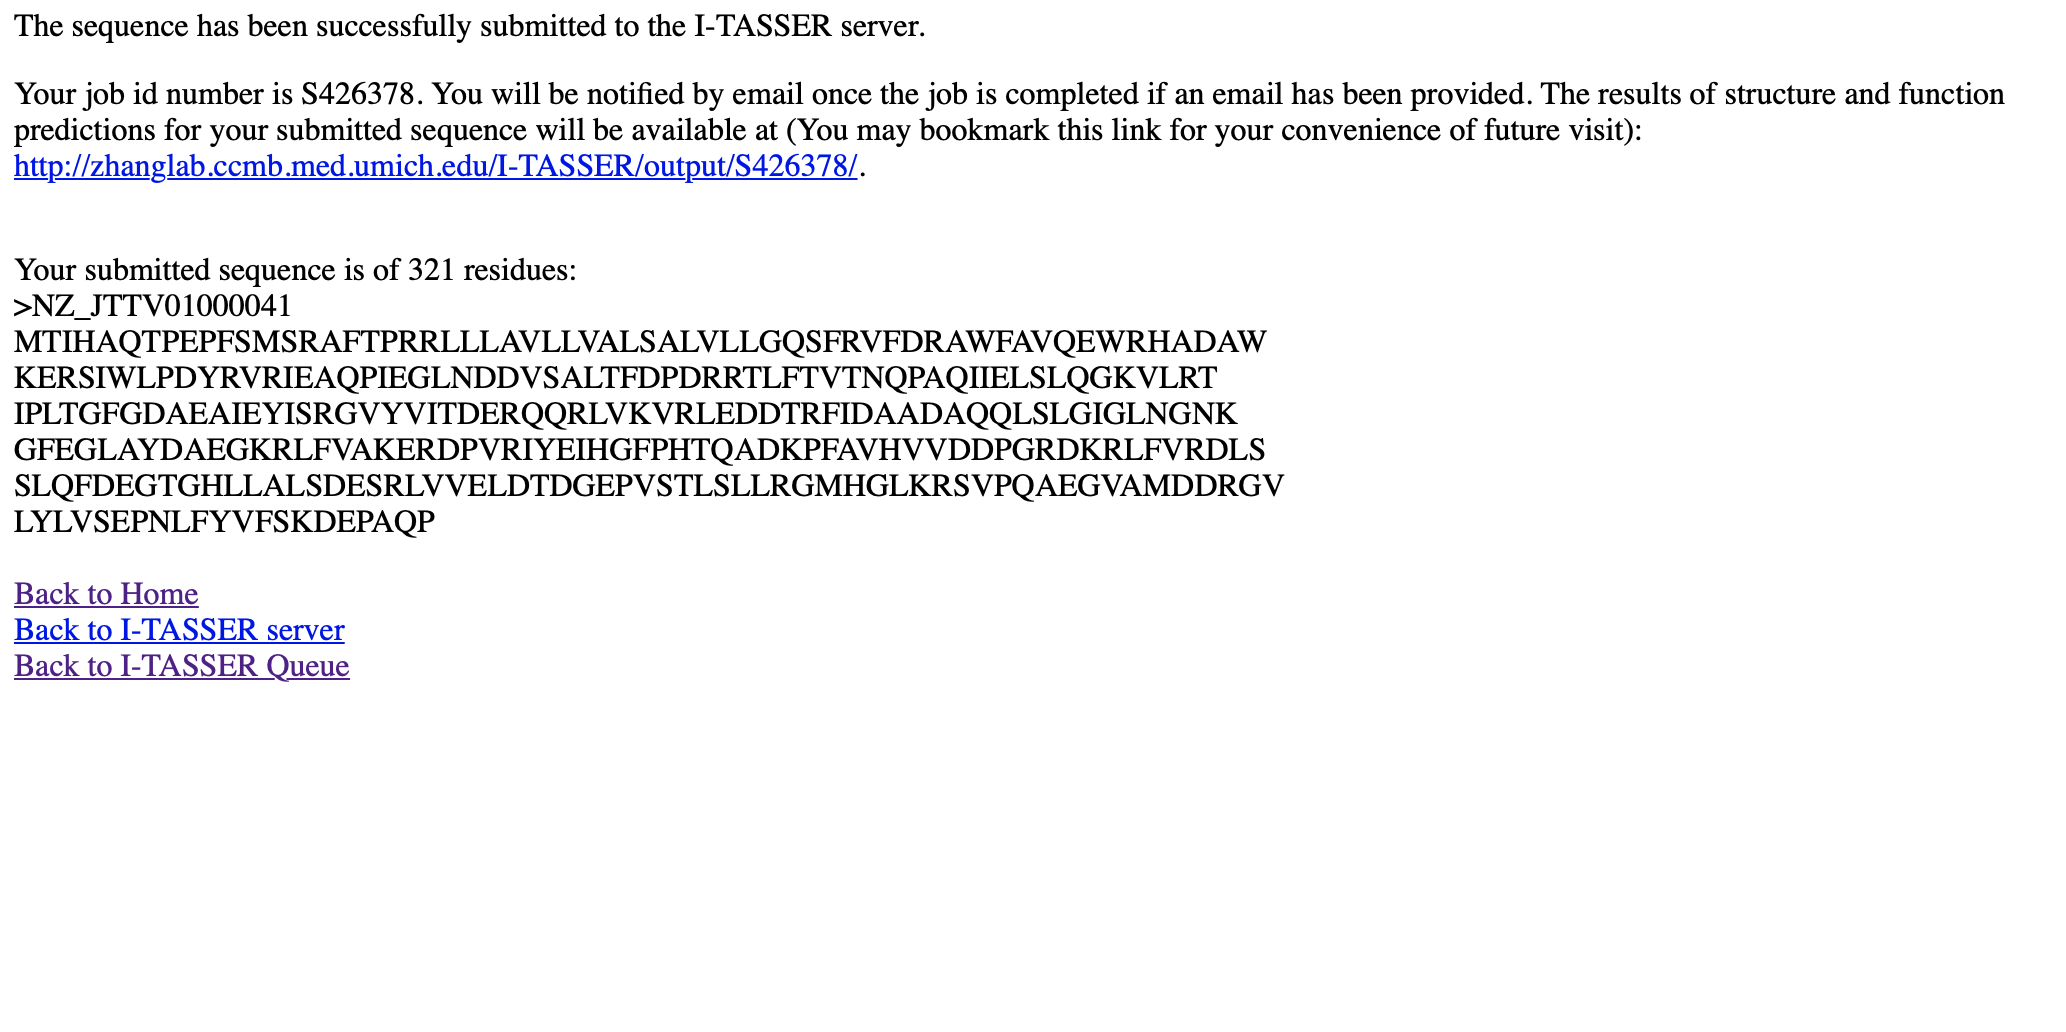 The sequence has been successfully submitted to the I-TASSER server.
Your job id number is S426378. You will be notified by email once the job is completed if an email has been provided. The results of structure and function
predictions for your submitted sequence will be available at (You may bookmark this link for your convenience of future visit):
http://zhanglab.ccmb.med.umich.edu/I-TASSER/output/S426378/.
Your submitted sequence is of 321 residues:
>NZ_JTTV01000041
MTIHAQTPEPFSMSRAFTPRRLLLAVLLVALSALVLLGQSFRVFDRAWFAVQEWRHADAW
KERSIWLPDYRVRIEAQPIEGLNDDVSALTFDPDRRTLFTVTNQPAQIIELSLQGKVLRT
IPLTGFGDAEAIEYISRGVYVITDERQQRLVKVRLEDDTRFIDAADAQQLSLGIGLNGNK
GFEGLAYDAEGKRLFVAKERDPVRIYEIHGFPHTQADKPFAVHVVDDPGRDKRLFVRDLS
SLQFDEGTGHLLALSDESRLVVELDTDGEPVSTLSLLRGMHGLKRSVPQAEGVAMDDRGV
LYLVSEPNLFYVFSKDEPAQP
Back to Home
Back to I-TASSER server
Back to I-TASSER Queue